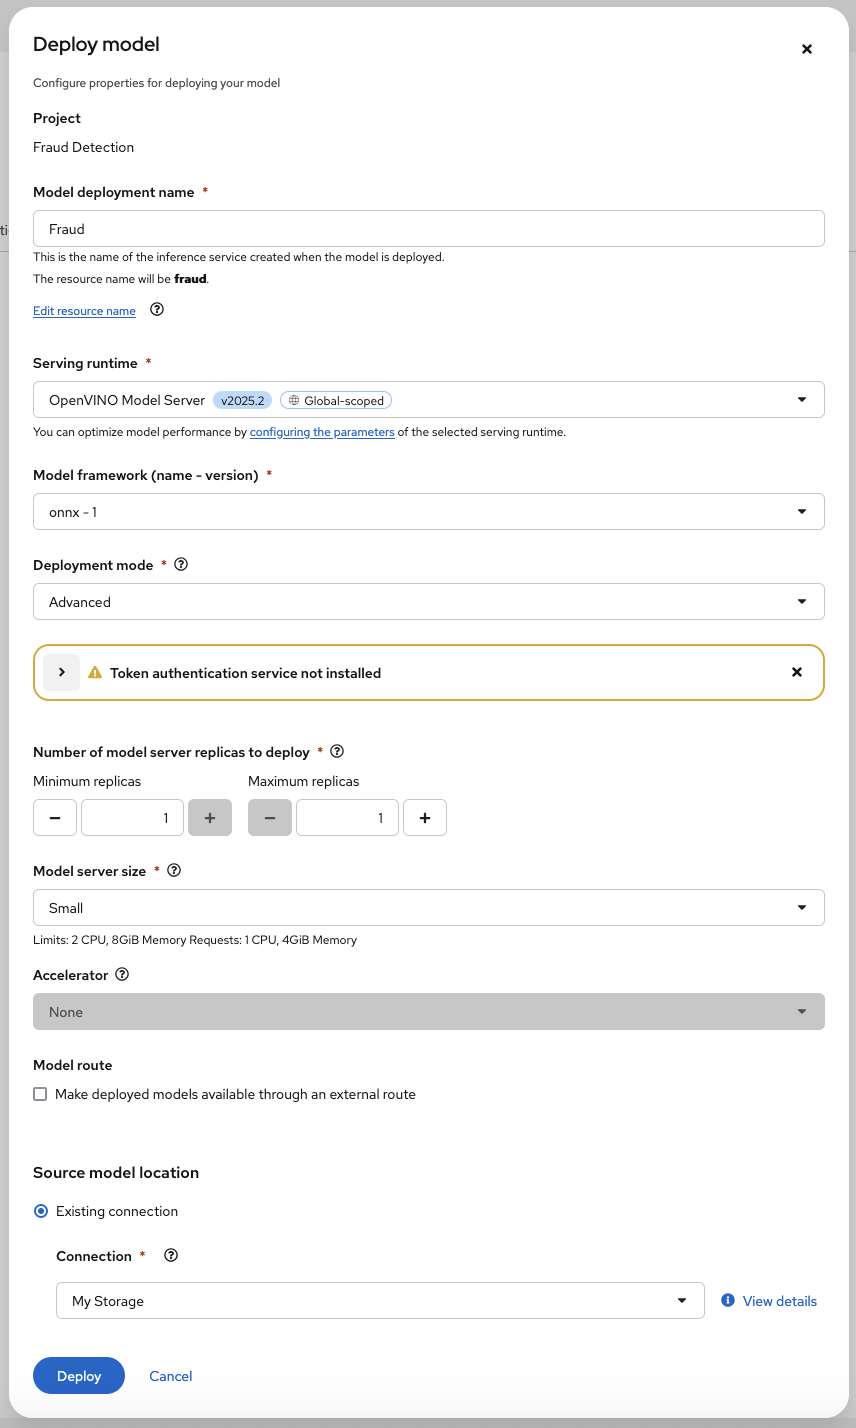 Deploy model
Configure properties for deploying your model
Project
Fraud Detection
Model deployment name *
Fraud
This is the name of the inference service created when the model is deployed.
The resource name will be fraud.
Edit resource name
Serving runtime *
OpenVINO Model Server v2025.2 Global-scoped
You can optimize model performance by configuring the parameters of the selected serving runtime.
Model framework (name - version) *
onnx - 1
Deployment mode *
Advanced
Token authentication service not installed
Number of model server replicas to deploy *
Minimum replicas Maximum replicas
1 1
Model server size *
Small
Limits: 2 CPU, 8GiB Memory Requests: 1 CPU, 4GiB Memory
Accelerator
None
Model route
Make deployed models available through an external route
Source model location
Existing connection
Connection *
My Storage View details
Deploy Cancel